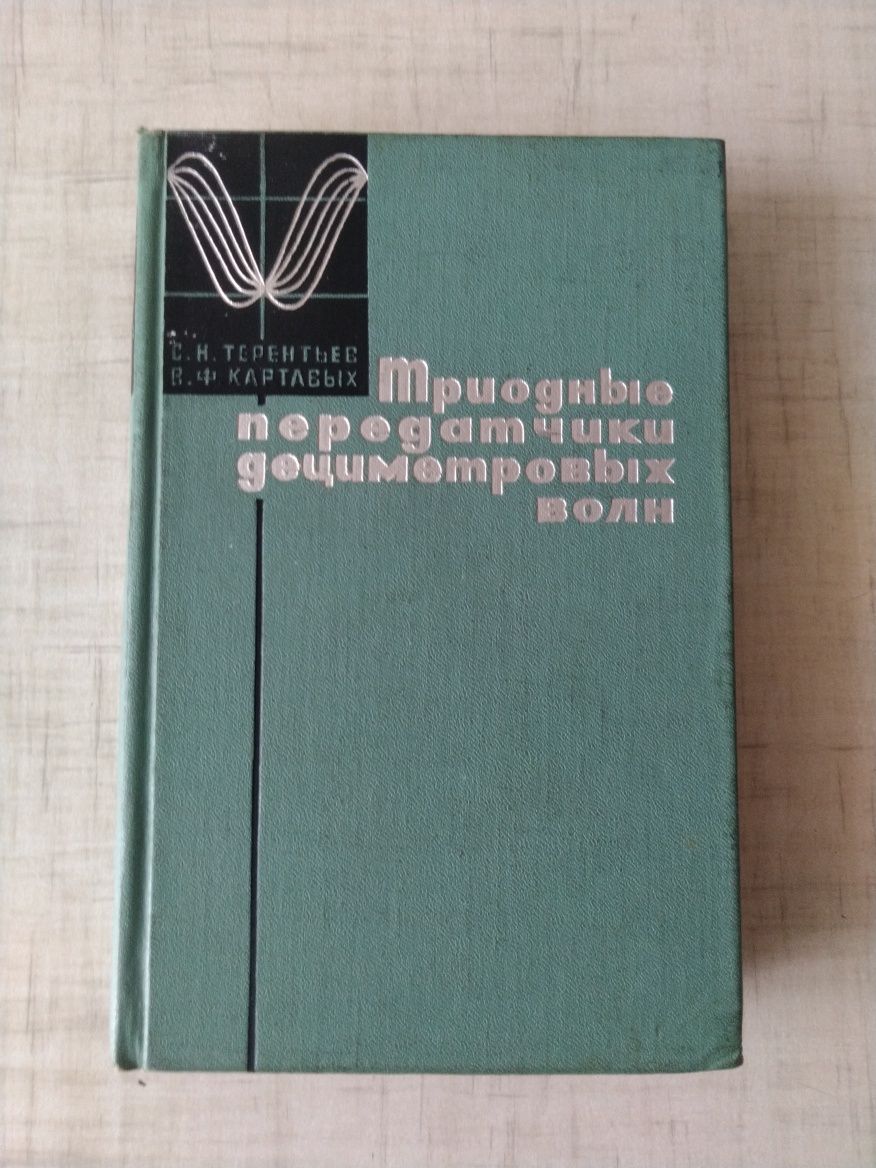 С. Н. ТЕРЕНТЬЕВ
В. Ф. КАРТАВЫХ
Триодные
передатчики
дециметровых
волн